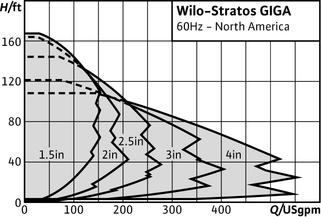 H/ft
Wilo-Stratos GIGA
60Hz – North America
160
120
80
40
0
2.5in
1.5in
2in
3in
4in
0
100
200
300
400
Q/USgpm